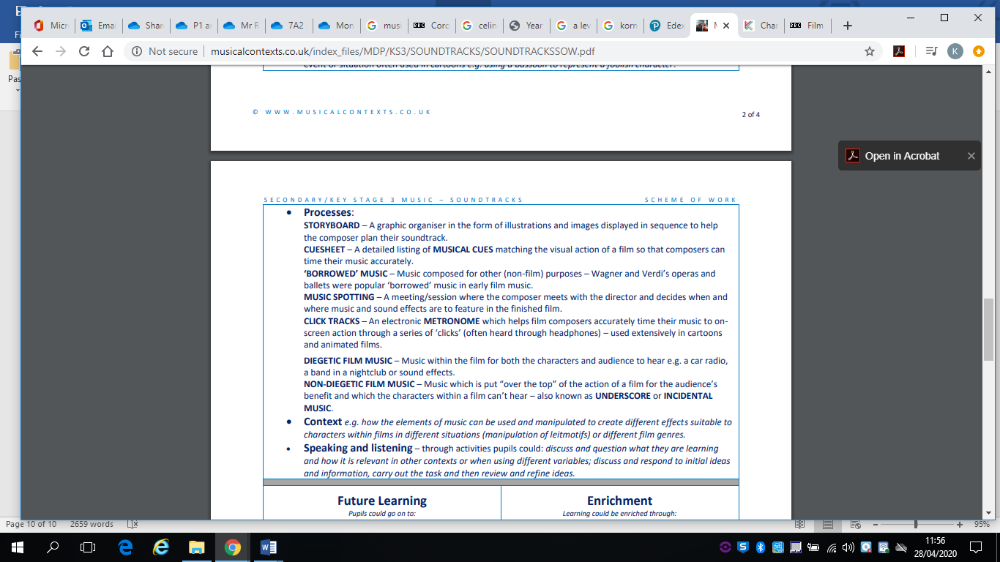 Micr
Emai
Shar
P1 a
Mr R
7A2
Mon
musi
BBC Coro
celin
Year
a lev
korn
Edex
Char
BBC Film
Not secure
musicalcontexts.co.uk/index_files/MDP/KS3/SOUNDTRACKS/SOUNDTRACKSSOW.pdf
K
Pas
event or situation often used in cartoons e.g. using a bassoon to represent a foolish character.
© WWW.MUSICALCONTEXTS.CO.UK
2 of 4
Open in Acrobat
SECONDARY/KEY STAGE 3 MUSIC – SOUNDTRACKS SCHEME OF WORK
• Processes:
STORYBOARD – A graphic organiser in the form of illustrations and images displayed in sequence to help
the composer plan their soundtrack.
CUESHEET – A detailed listing of MUSICAL CUES matching the visual action of a film so that composers can
time their music accurately.
‘BORROWED’ MUSIC – Music composed for other (non-film) purposes – Wagner and Verdi’s operas and
ballets were popular ‘borrowed’ music in early film music.
MUSIC SPOTTING – A meeting/session where the composer meets with the director and decides when and
where music and sound effects are to feature in the finished film.
CLICK TRACKS – An electronic METRONOME which helps film composers accurately time their music to on-
screen action through a series of ‘clicks’ (often heard through headphones) – used extensively in cartoons
and animated films.
DIEGETIC FILM MUSIC – Music within the film for both the characters and audience to hear e.g. a car radio,
a band in a nightclub or sound effects.
NON-DIEGETIC FILM MUSIC – Music which is put “over the top” of the action of a film for the audience’s
benefit and which the characters within a film can’t hear – also known as UNDERSCORE or INCIDENTAL
MUSIC.
• Context e.g. how the elements of music can be used and manipulated to create different effects suitable to
characters within films in different situations (manipulation of leitmotifs) or different film genres.
• Speaking and listening – through activities pupils could: discuss and question what they are learning
and how it is relevant in other contexts or when using different variables; discuss and respond to initial ideas
and information, carry out the task and then review and refine ideas.
Future Learning
Pupils could go on to:
Enrichment
Learning could be enriched through:
Page 10 of 10 2659 words
95%
11:56
28/04/2020